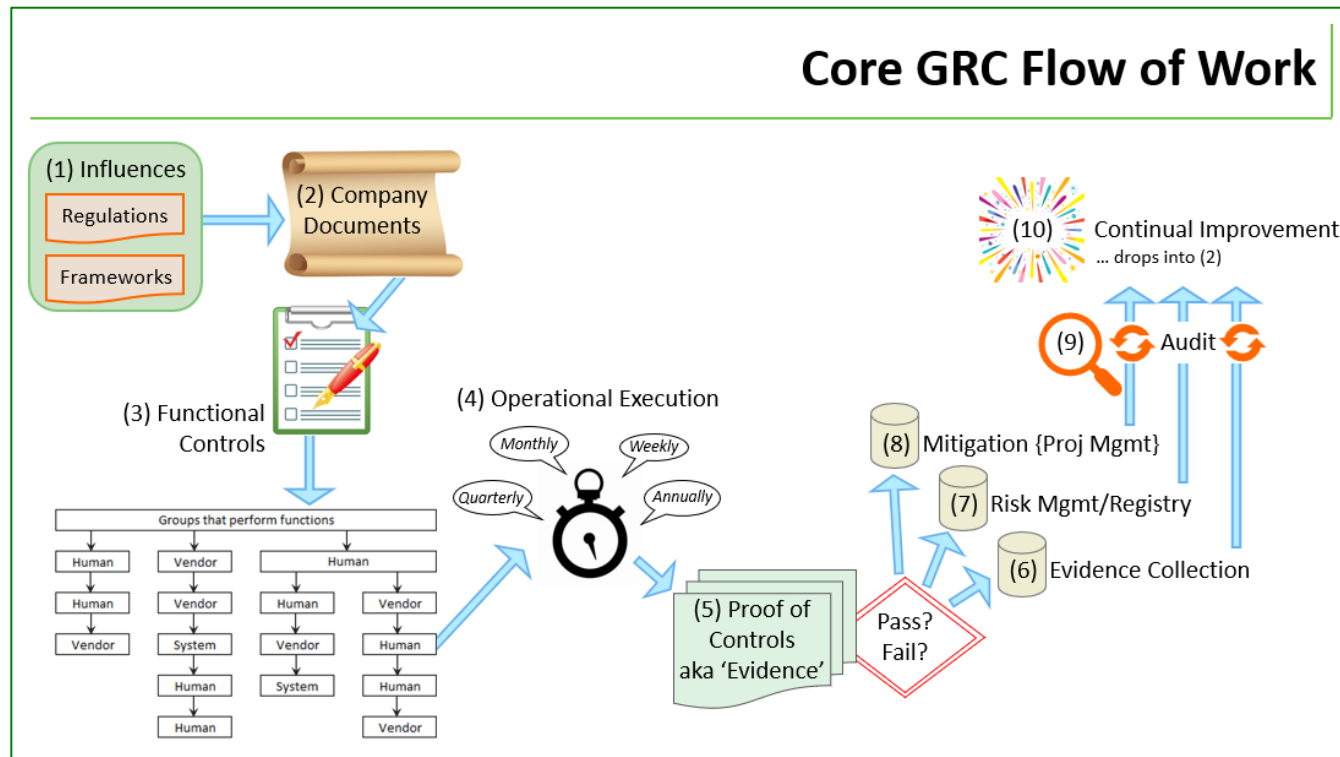 Core GRC Flow of Work
(1) Influences
Regulations
Frameworks
(2) Company
Documents
(3) Functional
Controls
Groups that perform functions
Human
Vendor
Human
Human
Vendor
Human
Vendor
Vendor
System
Vendor
Human
Human
System
Human
Human
Vendor
(4) Operational Execution
Monthly
Weekly
Quarterly
Annually
(5) Proof of
Controls
aka ‘Evidence’
Pass?
Fail?
(6) Evidence Collection
(7) Risk Mgmt/Registry
(8) Mitigation {Proj Mgmt}
(9) Audit
(10) Continual Improvement
... drops into (2)